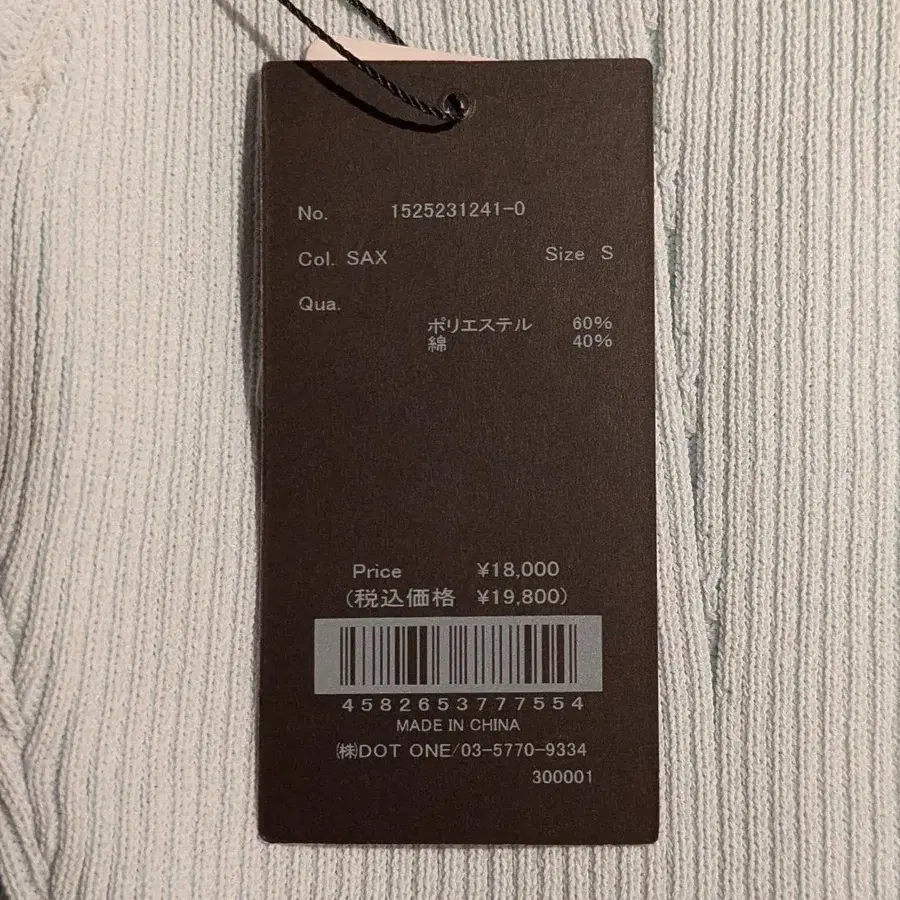 No. 1525231241-0
Col. SAX Size S
Qua.
ポリエステル 60%
綿 40%
Price ¥18,000
(税込価格 ¥19,800)
4582653777554
MADE IN CHINA
㈱DOT ONE/03-5770-9334
300001